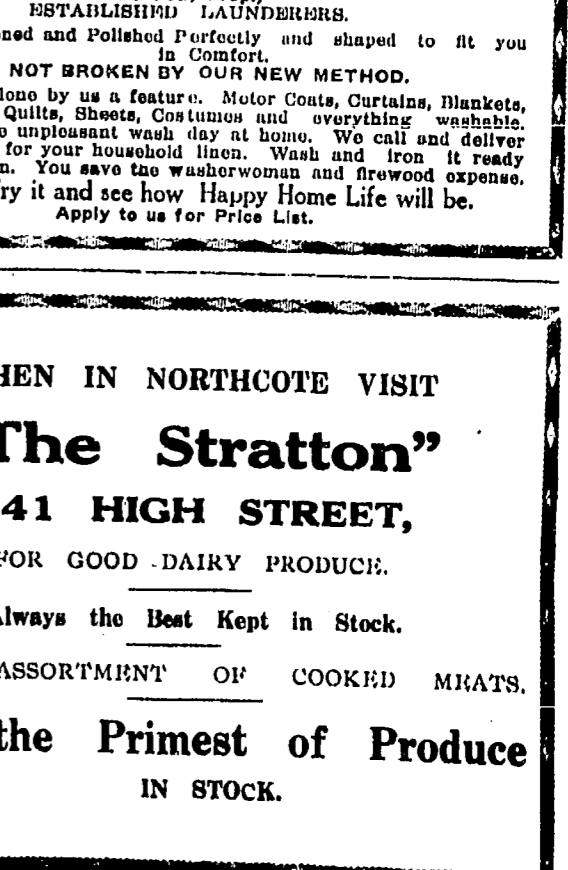 ESTABLISHED LAUNDERERS.
ned and Polished Perfectly and shaped to fit you
in Comfort.
NOT BROKEN BY OUR NEW METHOD.
done by us a feature. Motor Coats, Curtains, Blankets,
Quilts, Sheets, Costumes and everything washable.
o unpleasant wash day at home. We call and deliver
for your household linen. Wash and iron it ready
n. You save the washerwoman and firewood expense.
ry it and see how Happy Home Life will be.
Apply to us for Price List.
HEN IN NORTHCOTE VISIT
The Stratton"
41 HIGH STREET,
FOR GOOD DAIRY PRODUCE.
Always the Best Kept in Stock.
ASSORTMENT OF COOKED MEATS.
the Primest of Produce
IN STOCK.